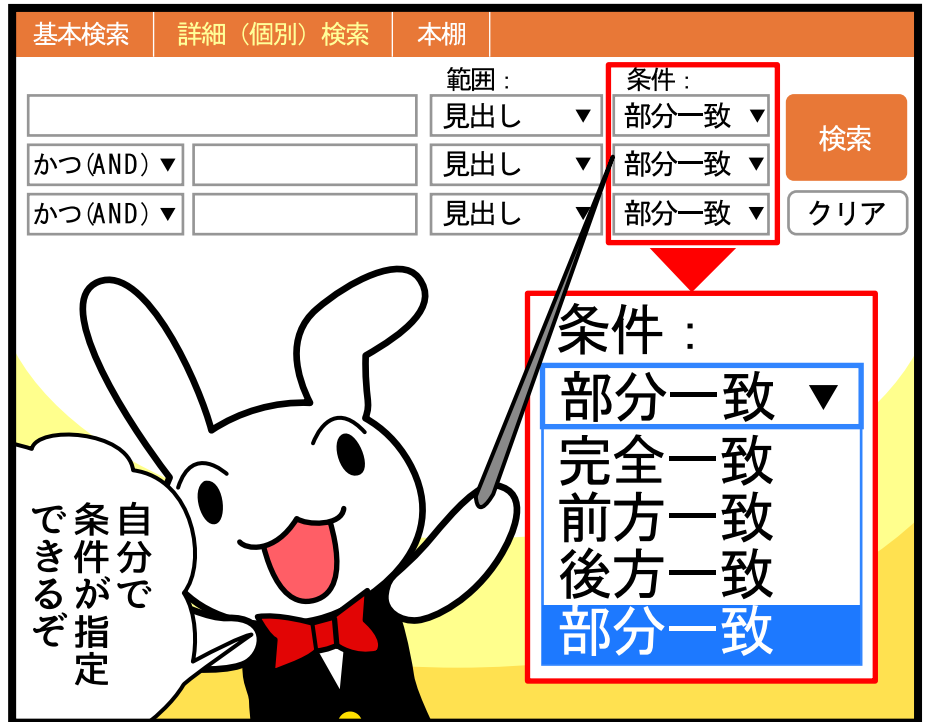 基本検索 詳細（個別）検索 本棚
範囲： 条件：
見出し ▼ 部分一致 ▼ 検索
かつ(AND) ▼ 見出し ▼ 部分一致 ▼
かつ(AND) ▼ 見出し ▼ 部分一致 ▼ クリア
条件：
部分一致 ▼
完全一致
前方一致
後方一致
部分一致
自分で
条件が指定
できるぞ